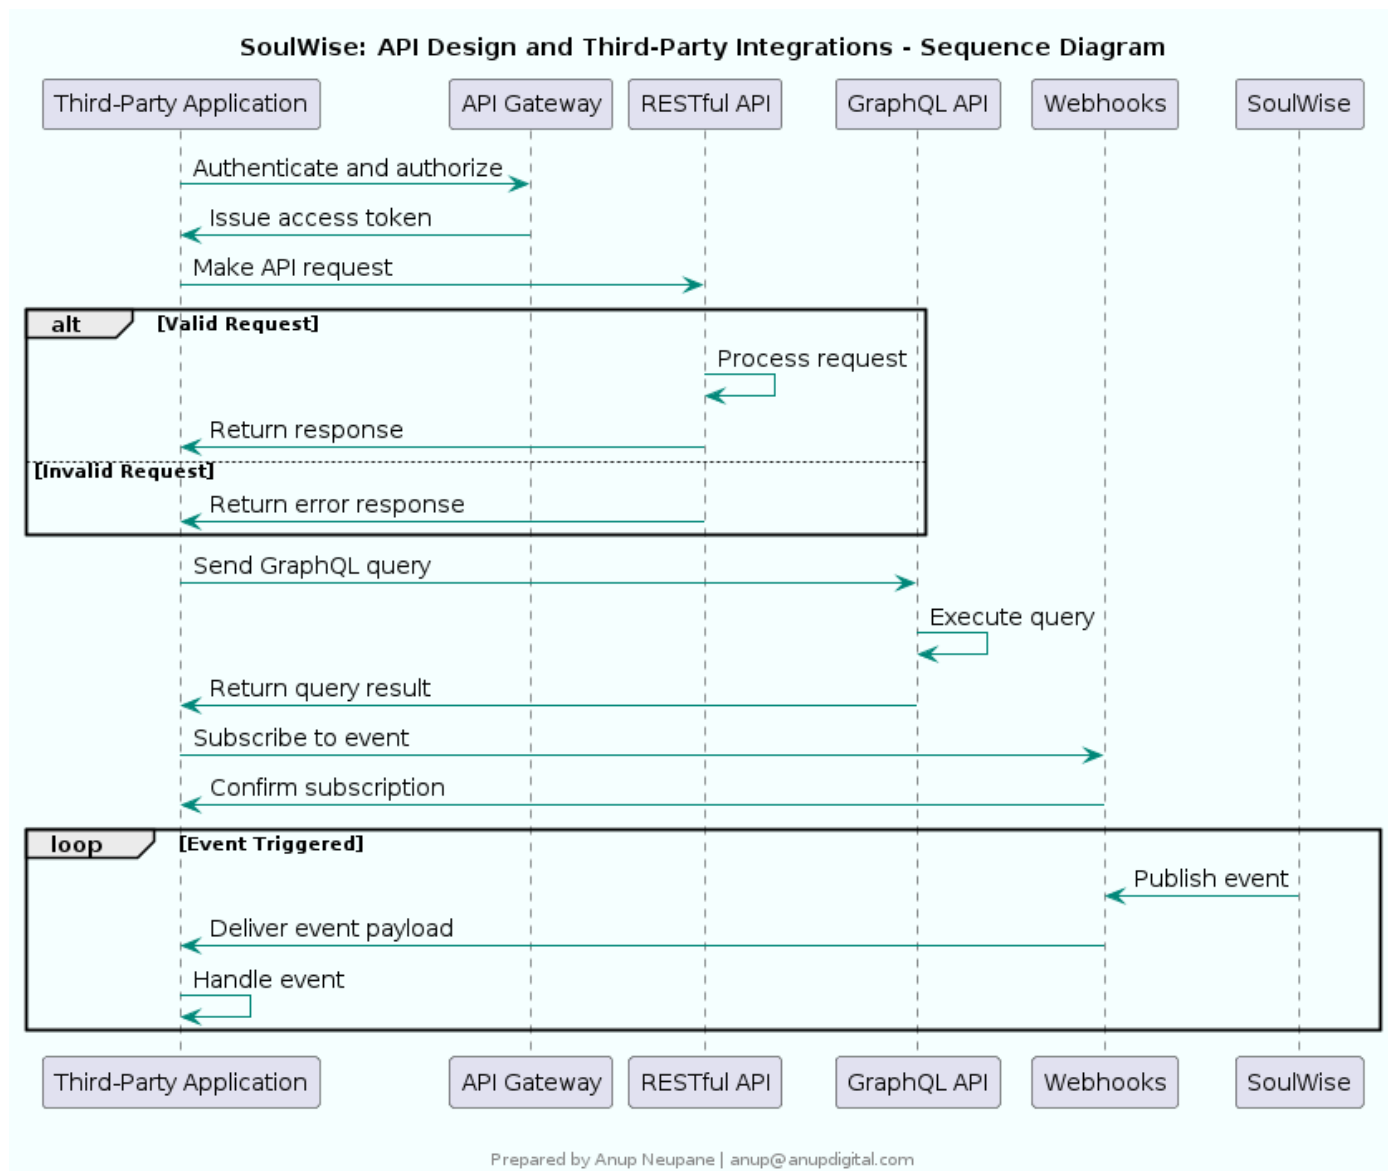 SoulWise: API Design and Third-Party Integrations - Sequence Diagram
Third-Party Application API Gateway RESTful API GraphQL API Webhooks SoulWise
Authenticate and authorize
Issue access token
Make API request
alt [Valid Request]
Process request
Return response
[Invalid Request]
Return error response
Send GraphQL query
Execute query
Return query result
Subscribe to event
Confirm subscription
loop [Event Triggered]
Publish event
Deliver event payload
Handle event
Third-Party Application API Gateway RESTful API GraphQL API Webhooks SoulWise
Prepared by Anup Neupane | anup@anupdigital.com